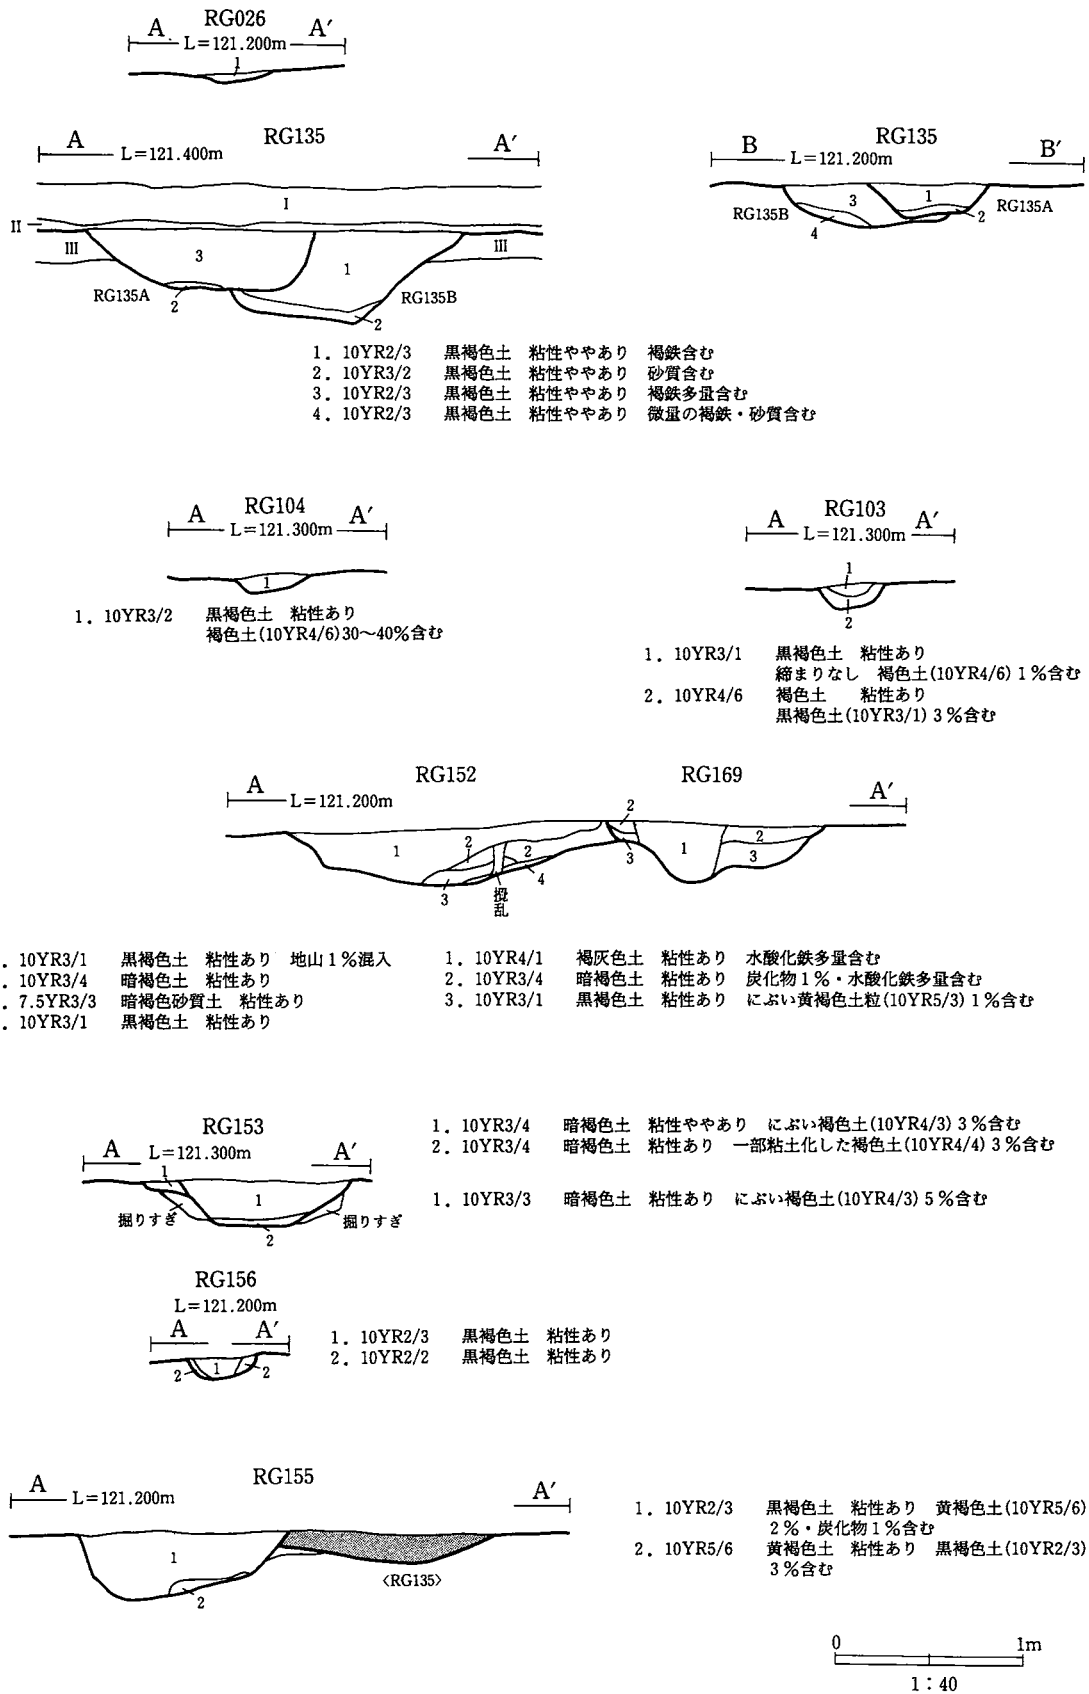 RG026
A A′
L=121.200m
1
RG135
A A′
L=121.400m
I
II
III III
3
1
RG135A
RG135B
2
2
RG135
B B′
L=121.200m
3 1
RG135B RG135A
2
4
1. 10YR2/3 黒褐色土 粘性ややあり 褐鉄含む
2. 10YR3/2 黒褐色土 粘性ややあり 砂質含む
3. 10YR2/3 黒褐色土 粘性ややあり 褐鉄多量含む
4. 10YR2/3 黒褐色土 粘性ややあり 微量の褐鉄・砂質含む
RG104
A A′
L=121.300m
1
1. 10YR3/2 黒褐色土 粘性あり
褐色土(10YR4/6)30～40%含む
RG103
A A′
L=121.300m
1
2
1. 10YR3/1 黒褐色土 粘性あり
締まりなし 褐色土(10YR4/6)1%含む
2. 10YR4/6 褐色土 粘性あり
黒褐色土(10YR3/1)3%含む
RG152 RG169
A A′
L=121.200m
2
1 2 2 1 2
3 4 3 3
攪乱
. 10YR3/1 黒褐色土 粘性あり 地山1%混入
. 10YR3/4 暗褐色土 粘性あり
. 7.5YR3/3 暗褐色砂質土 粘性あり
. 10YR3/1 黒褐色土 粘性あり
1. 10YR4/1 褐灰色土 粘性あり 水酸化鉄多量含む
2. 10YR3/4 暗褐色土 粘性あり 炭化物1%・水酸化鉄多量含む
3. 10YR3/1 黒褐色土 粘性あり にぶい黄褐色土粒(10YR5/3)1%含む
RG153
A A′
L=121.300m
1
1
掘りすぎ 掘りすぎ
2
1. 10YR3/4 暗褐色土 粘性ややあり にぶい褐色土(10YR4/3)3%含む
2. 10YR3/4 暗褐色土 粘性あり 一部粘土化した褐色土(10YR4/4)3%含む
1. 10YR3/3 暗褐色土 粘性あり にぶい褐色土(10YR4/3)5%含む
RG156
L=121.200m
A A′
2 1 2
1. 10YR2/3 黒褐色土 粘性あり
2. 10YR2/2 黒褐色土 粘性あり
RG155
A A′
L=121.200m
1
2
〈RG135〉
1. 10YR2/3 黒褐色土 粘性あり 黄褐色土(10YR5/6)
2%・炭化物1%含む
2. 10YR5/6 黄褐色土 粘性あり 黒褐色土(10YR2/3)
3%含む
0 1m
1:40